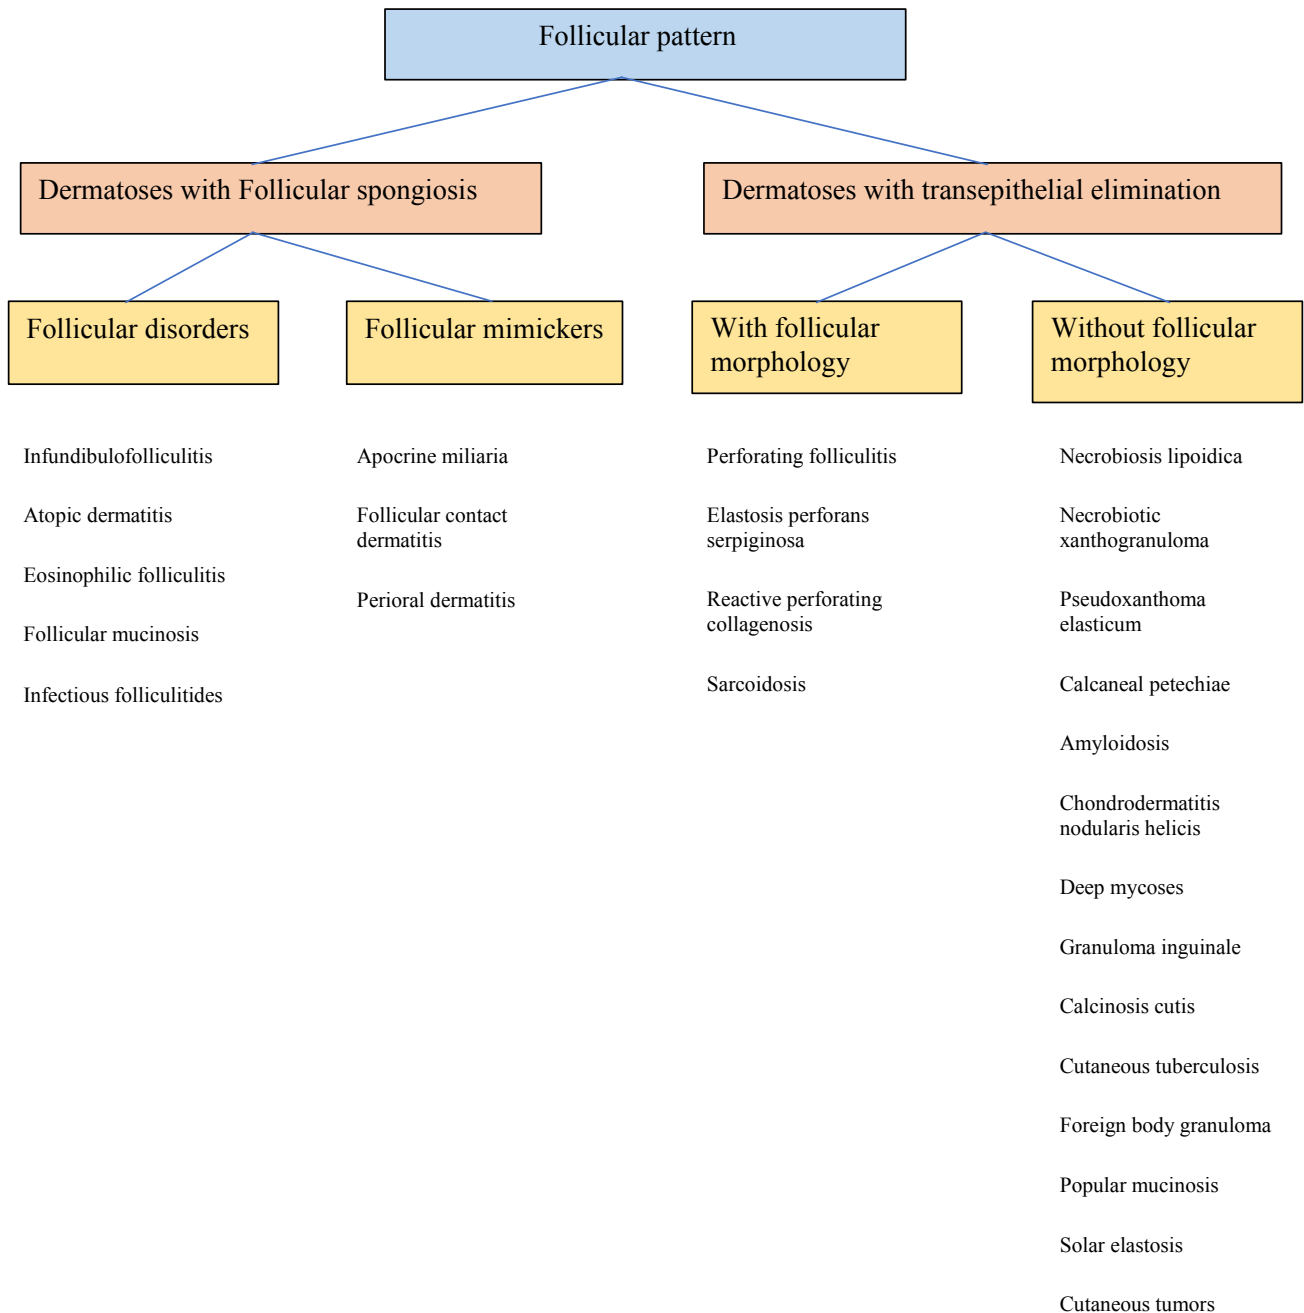 Follicular pattern
Dermatoses with Follicular spongiosis
Dermatoses with transepithelial elimination
Follicular disorders
Follicular mimickers
With follicular
morphology
Without follicular
morphology
Infundibulofolliculitis
Atopic dermatitis
Eosinophilic folliculitis
Follicular mucinosis
Infectious folliculitides
Apocrine miliaria
Follicular contact
dermatitis
Perioral dermatitis
Perforating folliculitis
Elastosis perforans
serpiginosa
Reactive perforating
collagenosis
Sarcoidosis
Necrobiosis lipoidica
Necrobiotic
xanthogranuloma
Pseudoxanthoma
elasticum
Calcaneal petechiae
Amyloidosis
Chondrodermatitis
nodularis helicis
Deep mycoses
Granuloma inguinale
Calcinosis cutis
Cutaneous tuberculosis
Foreign body granuloma
Popular mucinosis
Solar elastosis
Cutaneous tumors